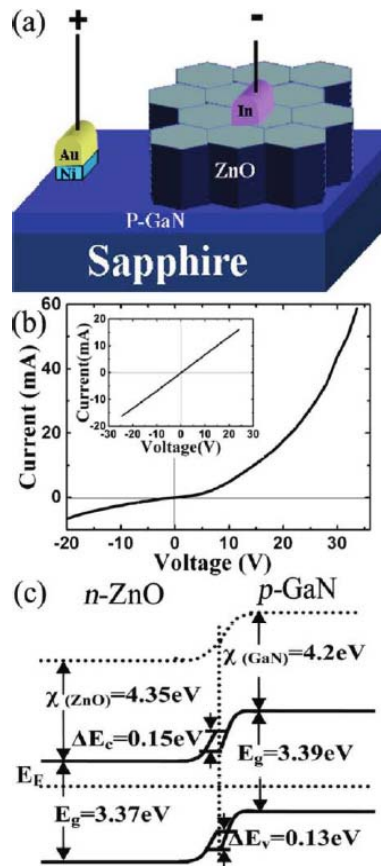 (a)
+
-
Au
Ni
In
ZnO
P-GaN
Sapphire
(b)
60
40
20
0
Current (mA)
-20 -10 0 10 20 30
Voltage (V)
20
10
0
-10
-20
Current(mA)
-30 -20 -10 0 10 20 30
Voltage(V)
(c) n-ZnO p-GaN
χ (GaN)=4.2eV
χ (ZnO)=4.35eV
ΔEc=0.15eV
Eg=3.39eV
EF
Eg=3.37eV
ΔEv=0.13eV